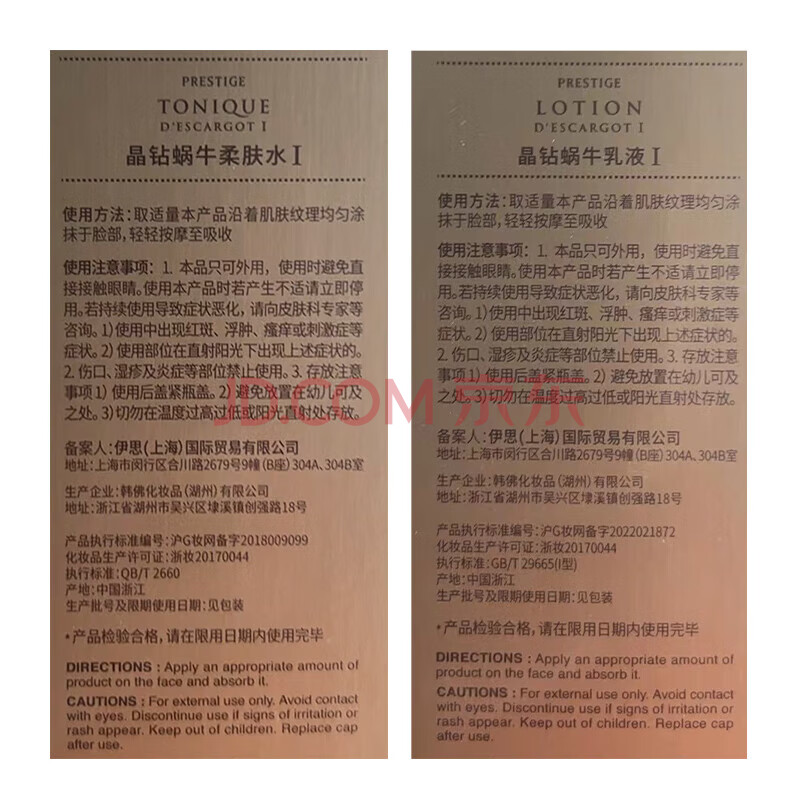 PRESTIGE
TONIQUE
D'ESCARGOT I
晶钻蜗牛柔肤水I
使用方法：取适量本产品沿着肌肤纹理均匀涂
抹于脸部，轻轻按摩至吸收
使用注意事项：1. 本品只可外用，使用时避免直
接接触眼睛。使用本产品时若产生不适请立即停
用。若持续使用导致症状恶化，请向皮肤科专家等
咨询。1)使用中出现红斑、浮肿、瘙痒或刺激症等
症状。2)使用部位在直射阳光下出现上述症状的。
2. 伤口、湿疹及炎症等部位禁止使用。3. 存放注意
事项1）使用后盖紧瓶盖。2）避免放置在幼儿可及
之处。3)切勿在温度过高过低或阳光直射处存放。
备案人：伊思(上海)国际贸易有限公司
地址：上海市闵行区合川路2679号9幢(B座)304A、304B室
生产企业：韩佛化妆品(湖州)有限公司
地址：浙江省湖州市吴兴区埭溪镇创强路18号
产品执行标准编号：沪G妆网备字2018009099
化妆品生产许可证：浙妆20170044
执行标准：QB/T 2660
产地：中国浙江
生产批号及限期使用日期：见包装
*产品检验合格，请在限用日期内使用完毕
DIRECTIONS : Apply an appropriate amount of
product on the face and absorb it.
CAUTIONS : For external use only. Avoid contact
with eyes. Discontinue use if signs of irritation or
rash appear. Keep out of children. Replace cap
after use.
PRESTIGE
LOTION
D'ESCARGOT I
晶钻蜗牛乳液I
使用方法：取适量本产品沿着肌肤纹理均匀涂
抹于脸部，轻轻按摩至吸收
使用注意事项：1. 本品只可外用，使用时避免直
接接触眼睛。使用本产品时若产生不适请立即停
用。若持续使用导致症状恶化，请向皮肤科专家等
咨询。1)使用中出现红斑、浮肿、瘙痒或刺激症等
症状。2)使用部位在直射阳光下出现上述症状的。
2. 伤口、湿疹及炎症等部位禁止使用。3. 存放注意
事项1）使用后盖紧瓶盖。2）避免放置在幼儿可及
之处。3)切勿在温度过高过低或阳光直射处存放。
备案人：伊思(上海)国际贸易有限公司
地址：上海市闵行区合川路2679号9幢(B座)304A、304B室
生产企业：韩佛化妆品(湖州)有限公司
地址：浙江省湖州市吴兴区埭溪镇创强路18号
产品执行标准编号：沪G妆网备字2022021872
化妆品生产许可证：浙妆20170044
执行标准：GB/T 29665(I型)
产地：中国浙江
生产批号及限期使用日期：见包装
*产品检验合格，请在限用日期内使用完毕
DIRECTIONS : Apply an appropriate amount of
product on the face and absorb it.
CAUTIONS : For external use only. Avoid contact
with eyes. Discontinue use if signs of irritation or
rash appear. Keep out of children. Replace cap
after use.
JD.COM 京东